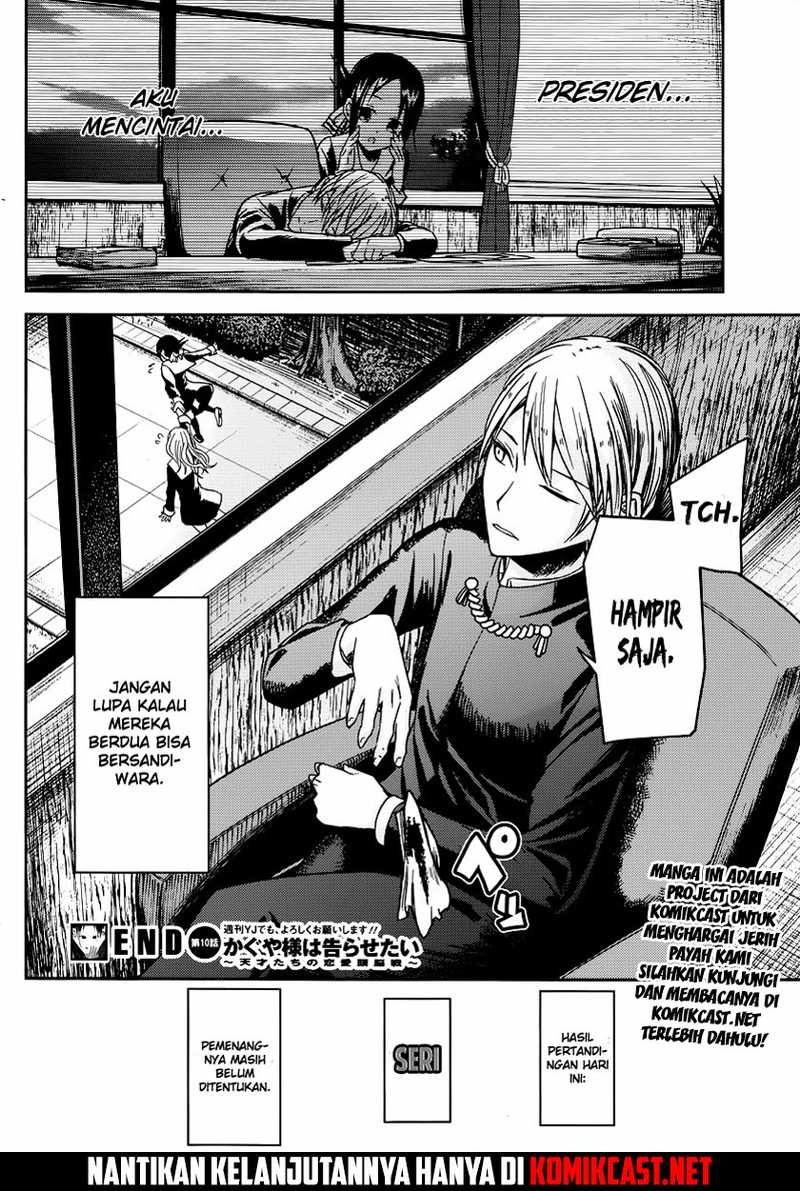 PRESIDEN...
AKU
MENCINTAI...
TCH.
HAMPIR
SAJA.
JANGAN
LUPA KALAU
MEREKA
BERDUA BISA
BERSANDI-
WARA.
ペッ
MANGA INI ADALAH
PROJECT DARI
KOMIKCAST UNTUK
MENGHARGAI JERIH
PAYAH KAMI
SILAHKAN KUNJUNGI
DAN MEMBACANYA DI
KOMIKCAST.NET
TERLEBIH DAHULU!
END 第10話
週刊YJでも、よろしくお願いします!!
かぐや様は告らせたい
～天才たちの恋愛頭脳戦～
HASIL
PERTANDI-
NGAN HARI
INI:
SERI
PEMENANG-
NYA MASIH
BELUM
DITENTUKAN.
NANTIKAN KELANJUTANNYA HANYA DI KOMIKCAST.NET